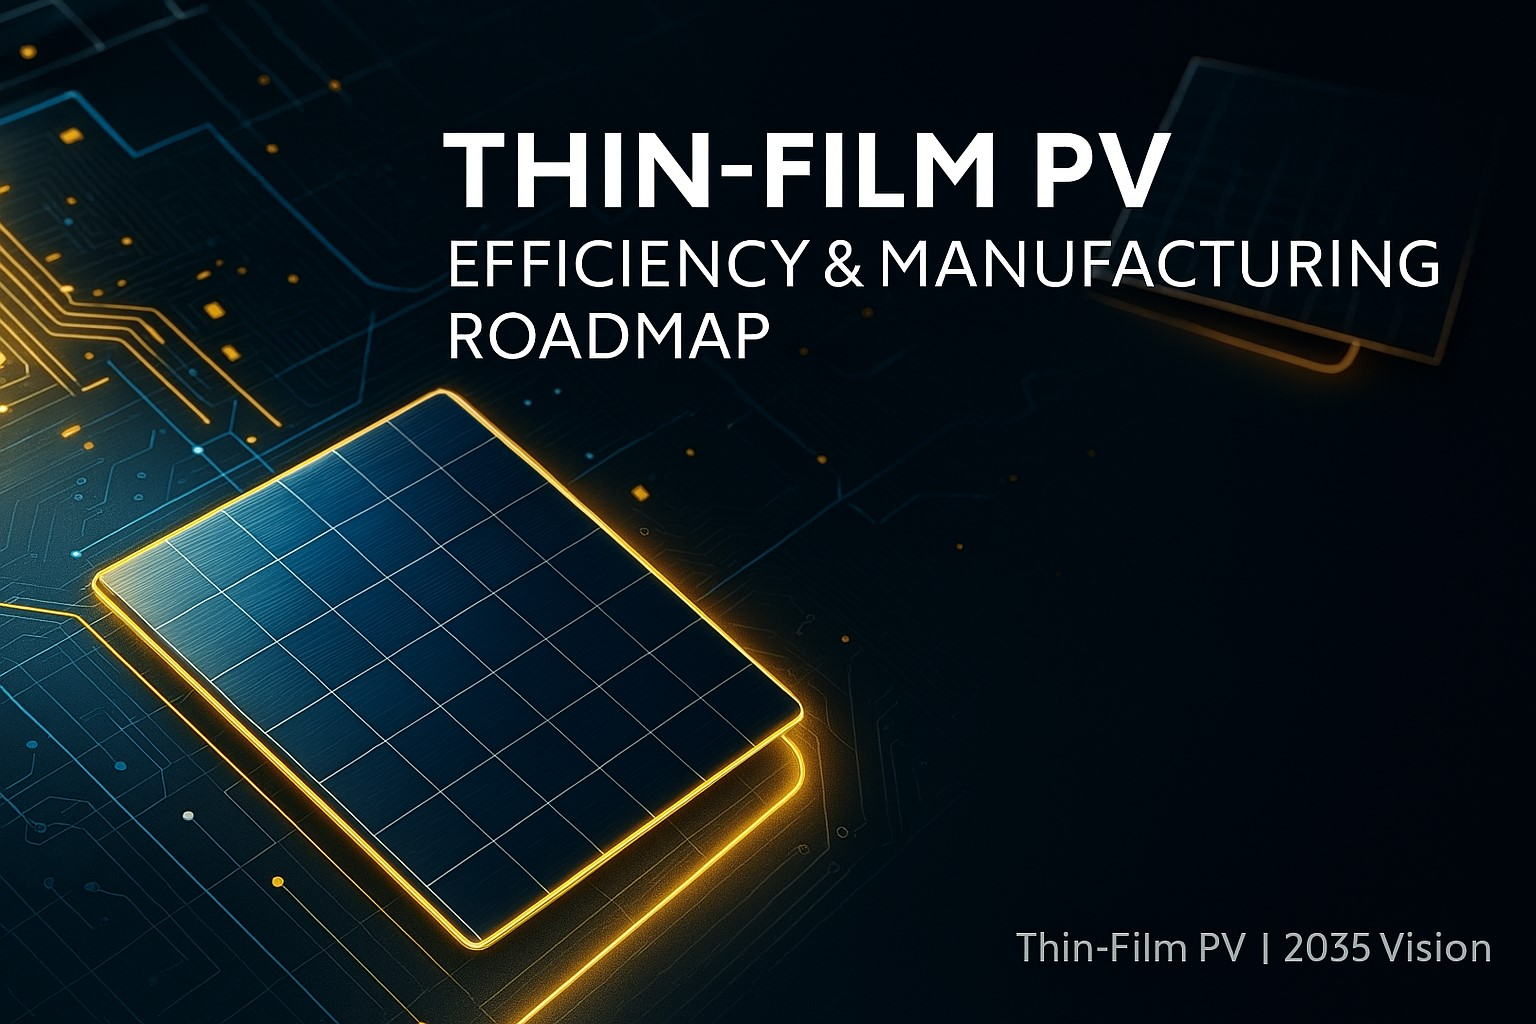 THIN-FILM PV
EFFICIENCY & MANUFACTURING
ROADMAP
Thin-Film PV | 2035 Vision